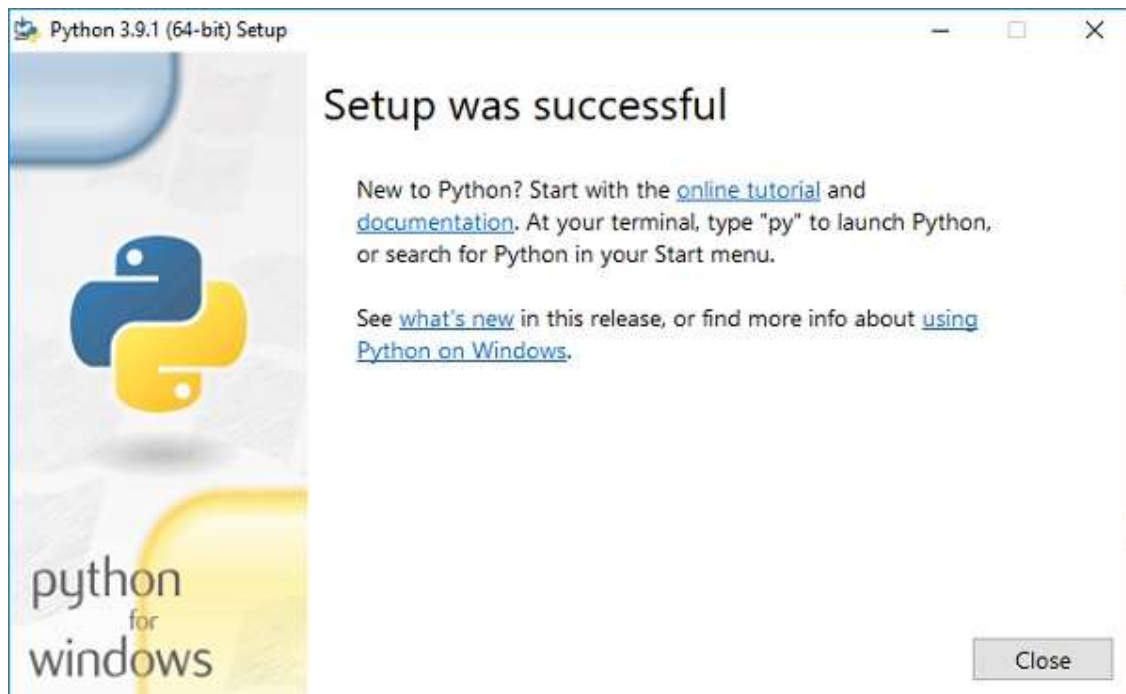 Python 3.9.1 (64-bit) Setup
Setup was successful
New to Python? Start with the online tutorial and
documentation. At your terminal, type "py" to launch Python,
or search for Python in your Start menu.
See what's new in this release, or find more info about using
Python on Windows.
python
for
windows
Close